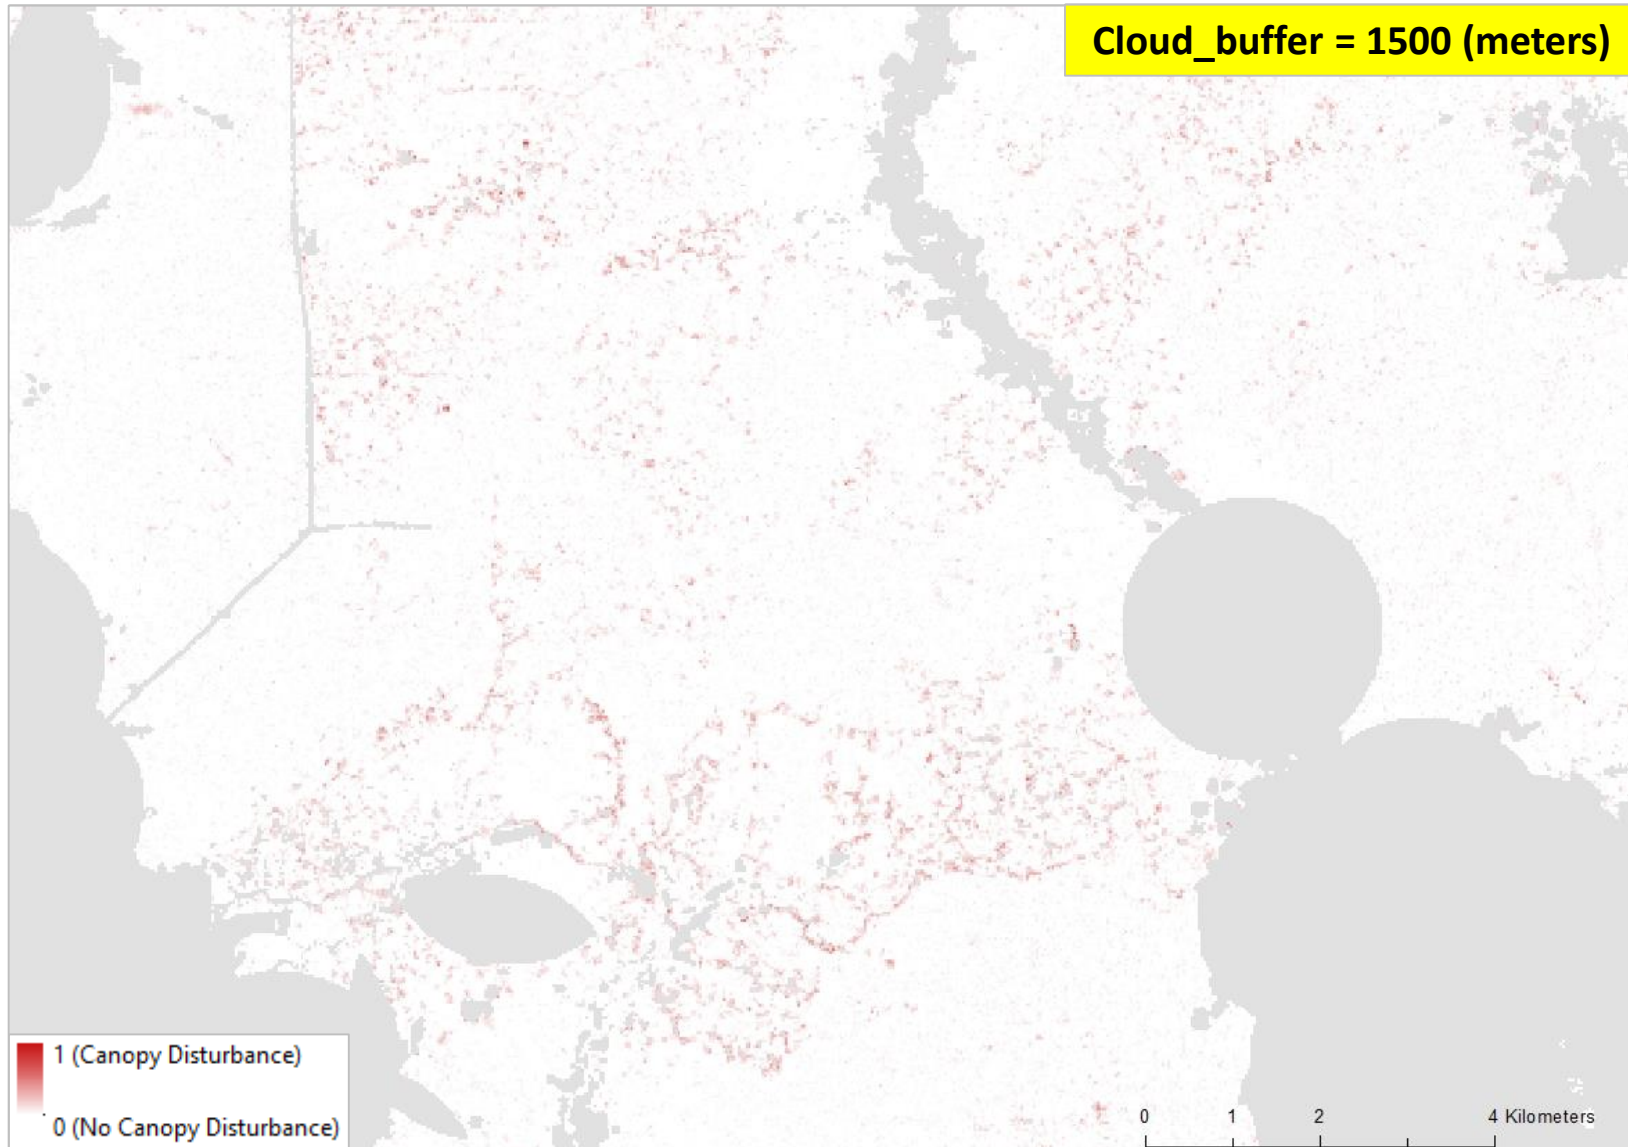 Cloud_buffer = 1500 (meters)
1 (Canopy Disturbance)
0 (No Canopy Disturbance)
0 1 2 4 Kilometers